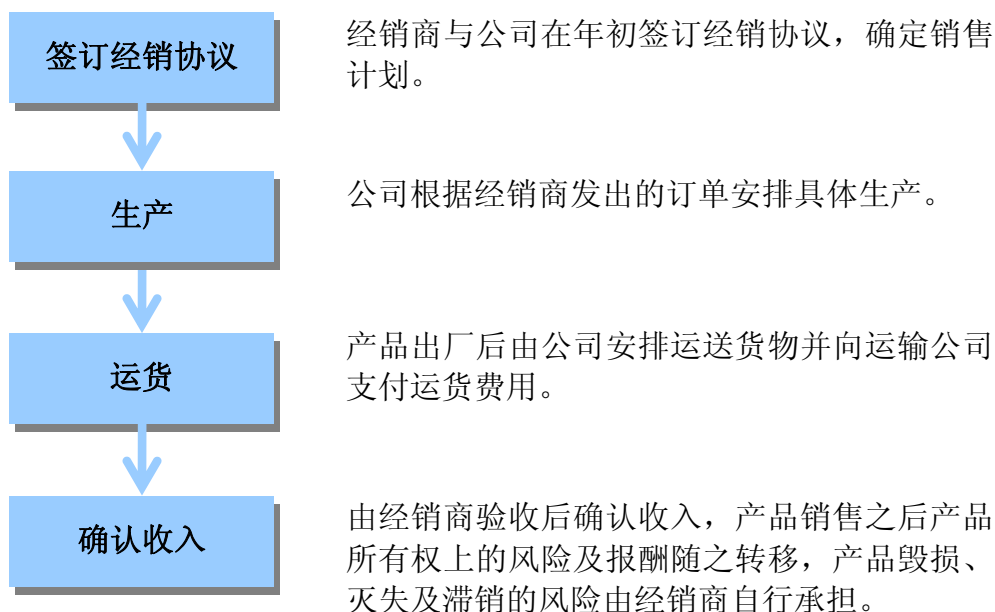 签订经销协议
经销商与公司在年初签订经销协议，确定销售
计划。
生产
公司根据经销商发出的订单安排具体生产。
运货
产品出厂后由公司安排运送货物并向运输公司
支付运货费用。
确认收入
由经销商验收后确认收入，产品销售之后产品
所有权上的风险及报酬随之转移，产品毁损、
灭失及滞销的风险由经销商自行承担。